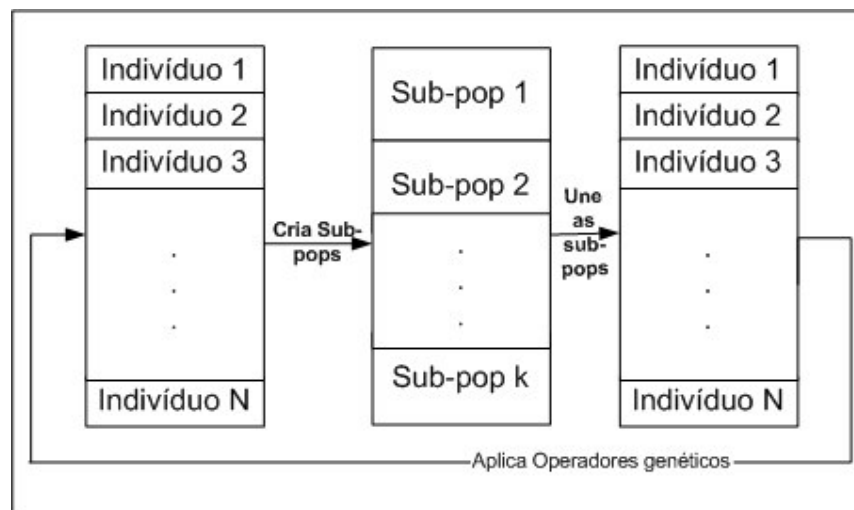 Indivíduo 1
Indivíduo 2
Indivíduo 3
.
.
.
Indivíduo N
Cria Sub-
pops
Sub-pop 1
Sub-pop 2
.
.
.
Sub-pop k
Une
as
sub-
pops
Indivíduo 1
Indivíduo 2
Indivíduo 3
.
.
.
Indivíduo N
Aplica Operadores genéticos